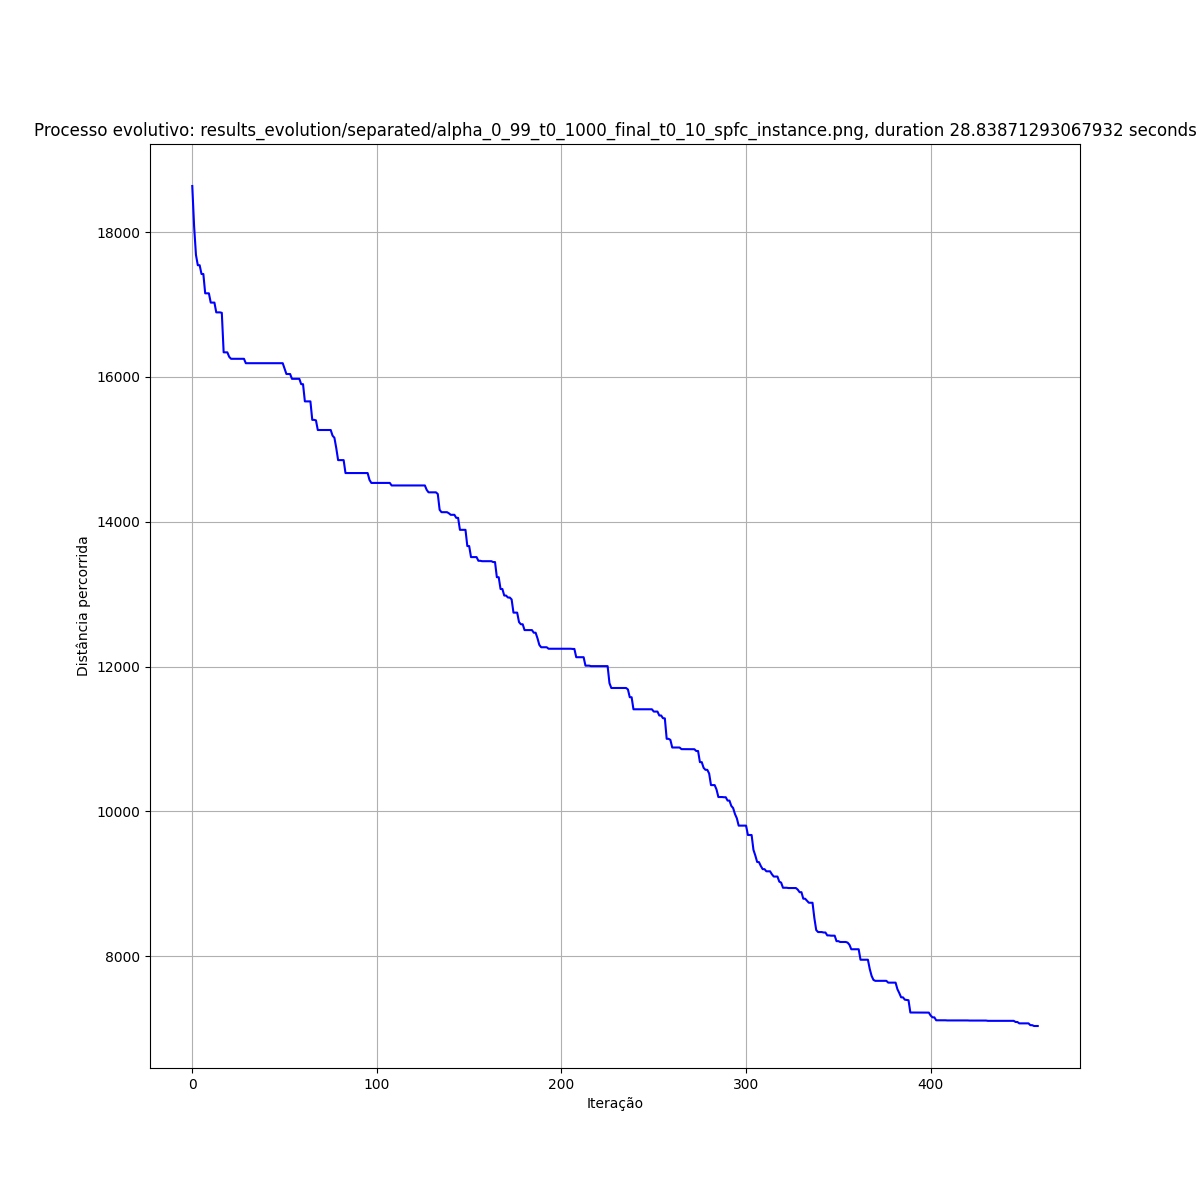 Processo evolutivo: results_evolution/separated/alpha_0_99_t0_1000_final_t0_10_spfc_instance.png, duration 28.83871293067932 seconds
18000
16000
14000
12000
10000
8000
Distância percorrida
0 100 200 300 400
Iteração